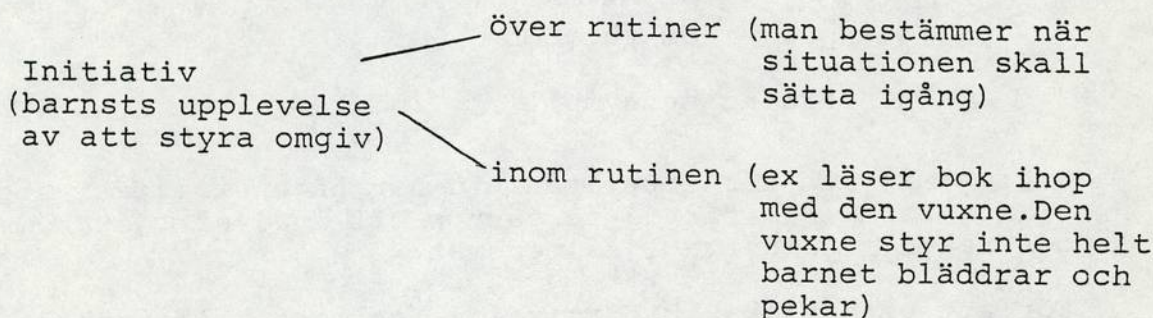 Initiativ
(barnsts upplevelse
av att styra omgiv)
över rutiner (man bestämmer när
situationen skall
sätta igång)
inom rutinen (ex läser bok ihop
med den vuxne.Den
vuxne styr inte helt
barnet bläddrar och
pekar)